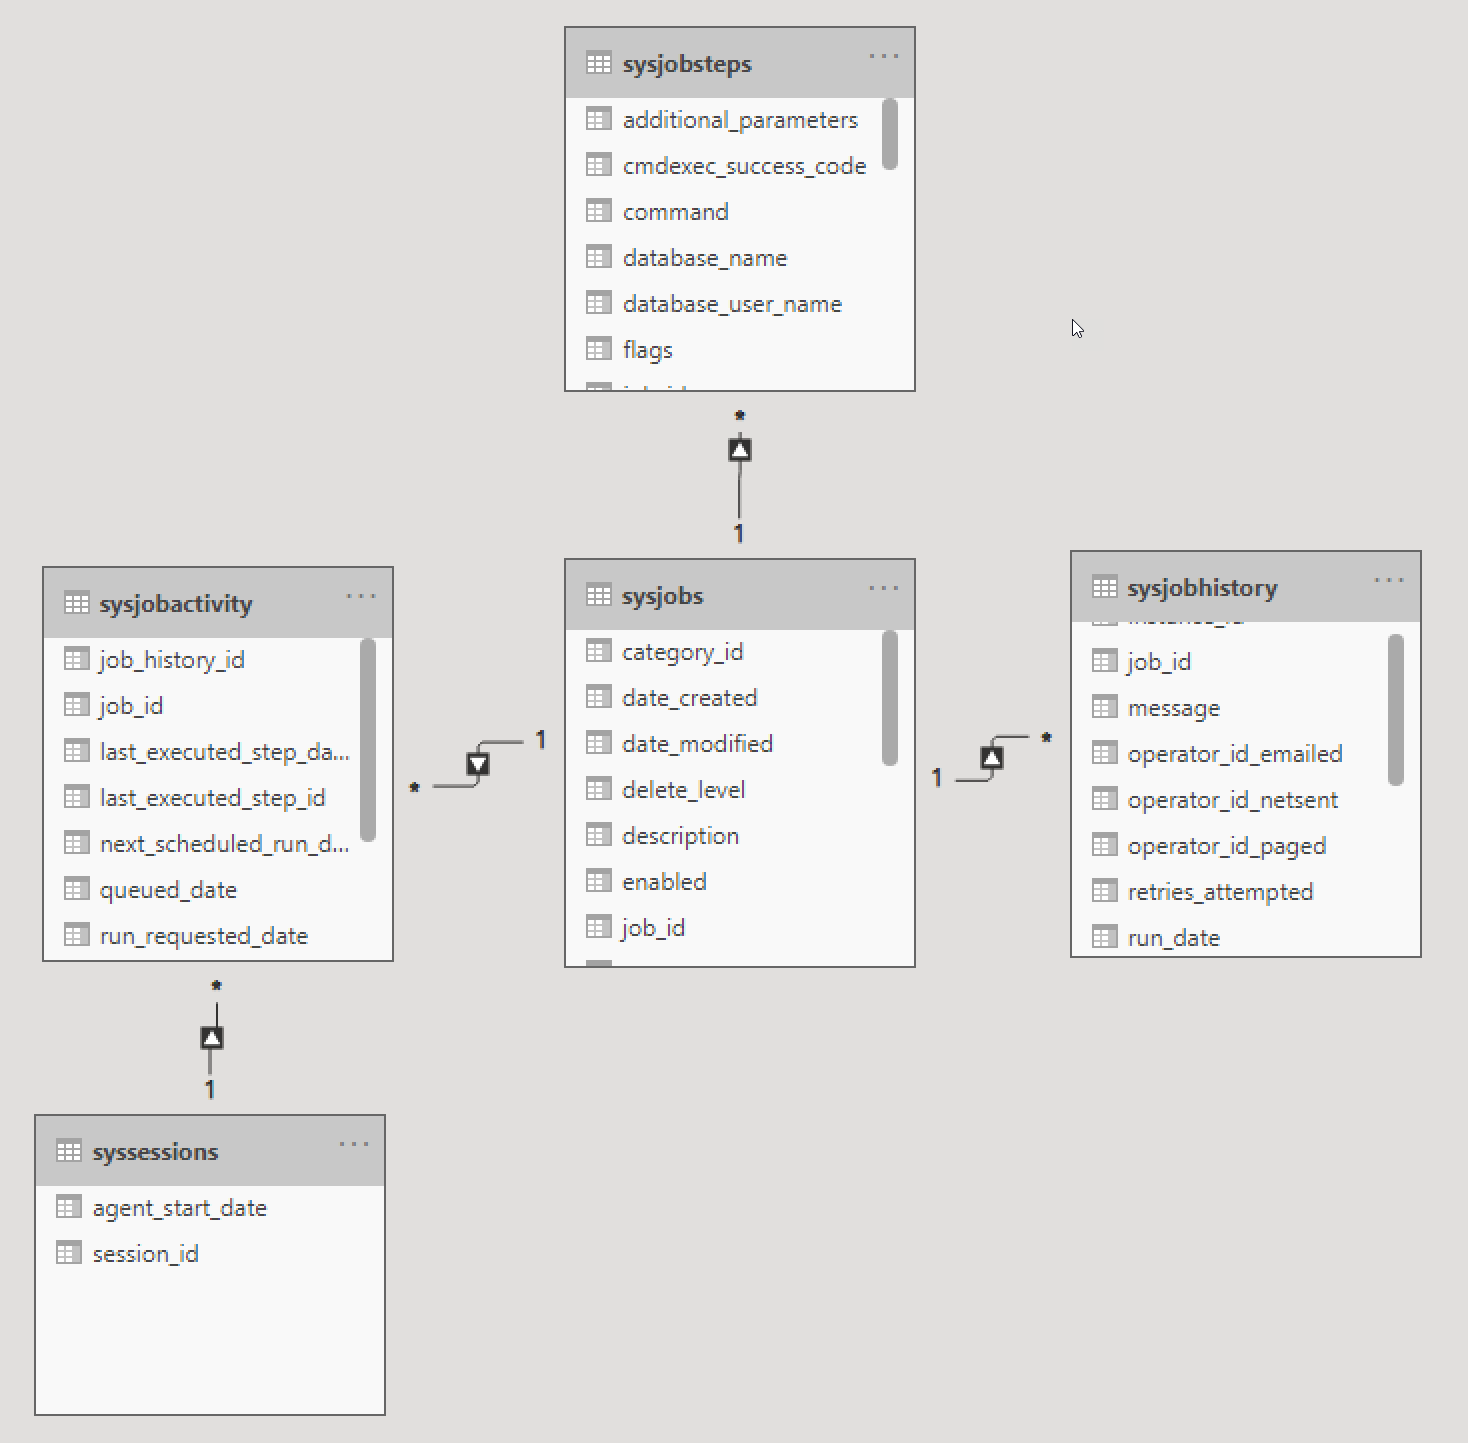 sysjobsteps
additional_parameters
cmdexec_success_code
command
database_name
database_user_name
flags
*
1
sysjobactivity
job_history_id
job_id
last_executed_step_da...
last_executed_step_id
next_scheduled_run_d...
queued_date
run_requested_date
*
1
sysjobs
category_id
date_created
date_modified
delete_level
description
enabled
job_id
1
*
sysjobhistory
job_id
message
operator_id_emailed
operator_id_netsent
operator_id_paged
retries_attempted
run_date
*
1
syssessions
agent_start_date
session_id